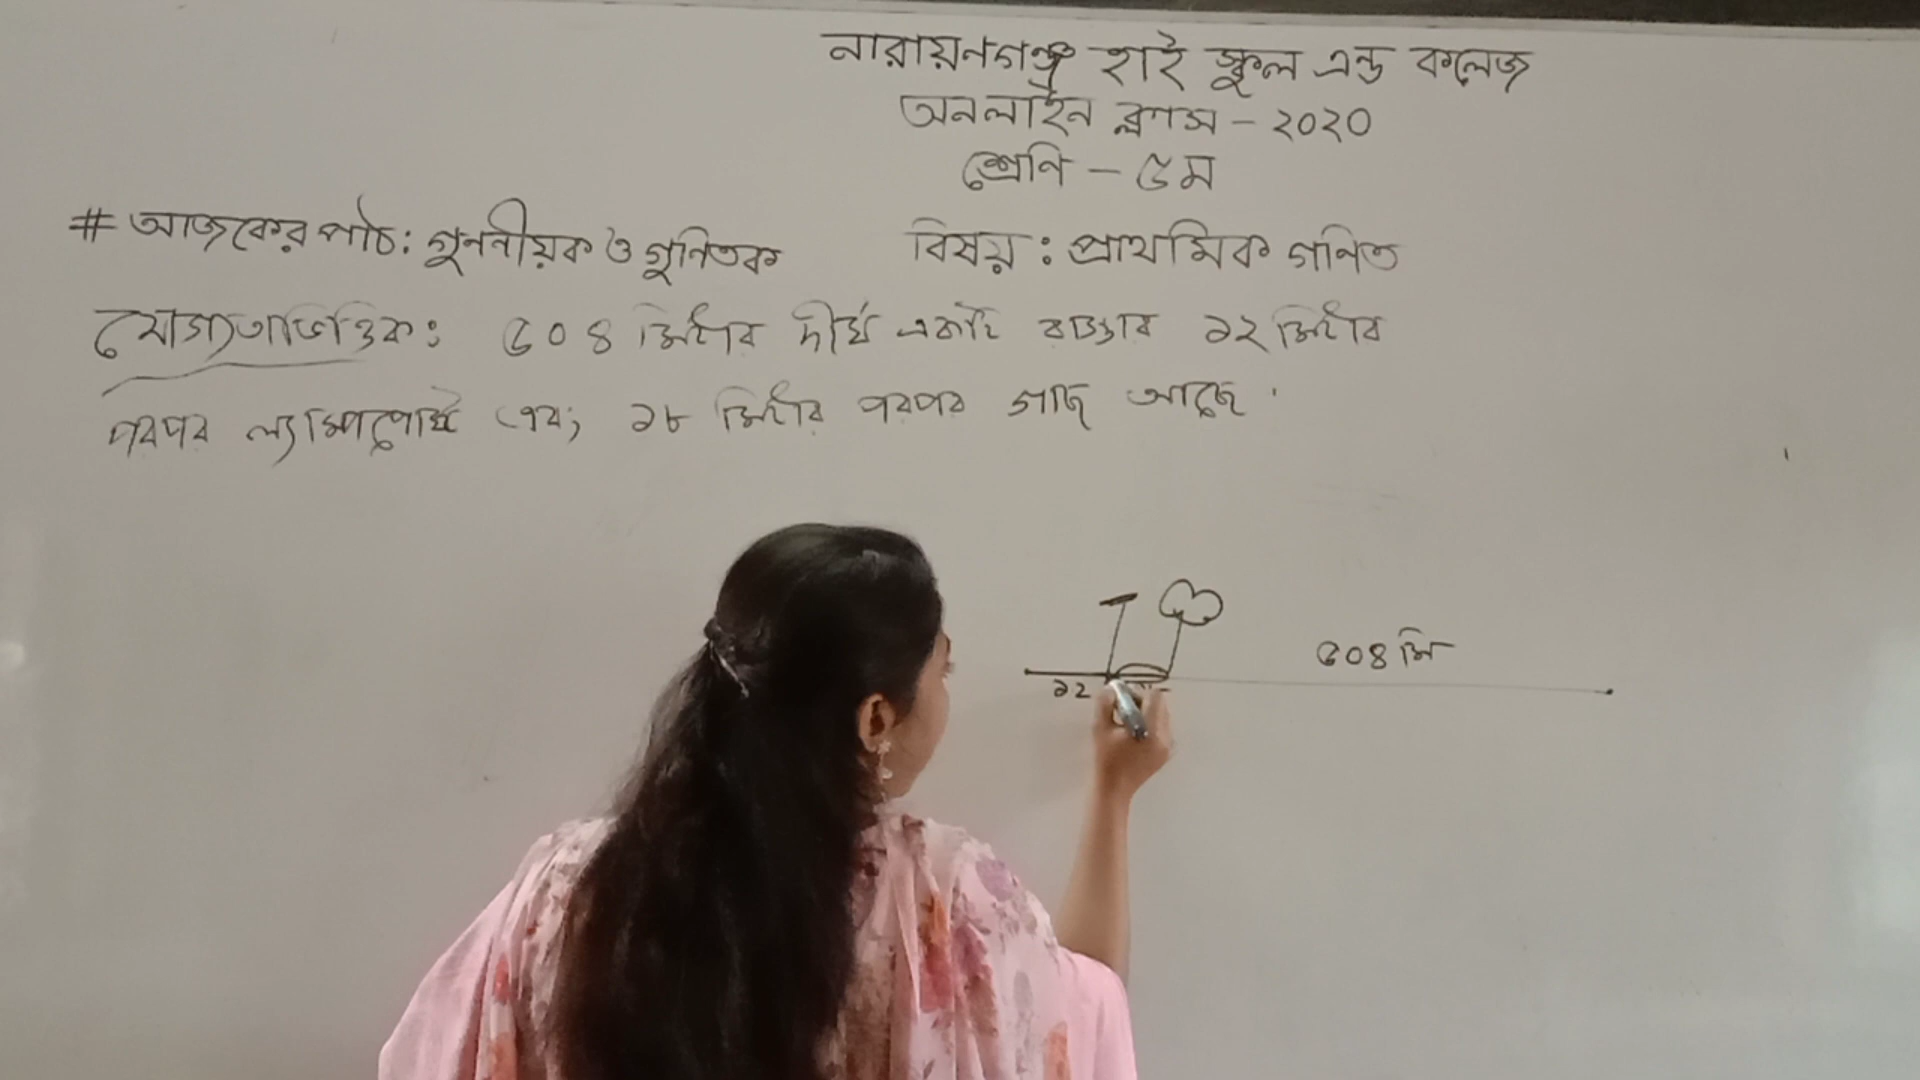 নারায়নগঞ্জ হাই স্কুল এন্ড কলেজ
অনলাইন ক্লাস - ২০২০
শ্রেণি - ৫ম
# আজকের পাঠ: গুননীয়ক ও গুনিতক
বিষয়: প্রাথমিক গনিত
যোগ্যতাভিত্তিক: ৫০৪ মিটার দীর্ঘ একটি রাস্তার ১২ মিটার
পরপর ল্যাম্পপোষ্ট এবং ১৮ মিটার পরপর গাছ আছে।
৫০৪ মি
১২